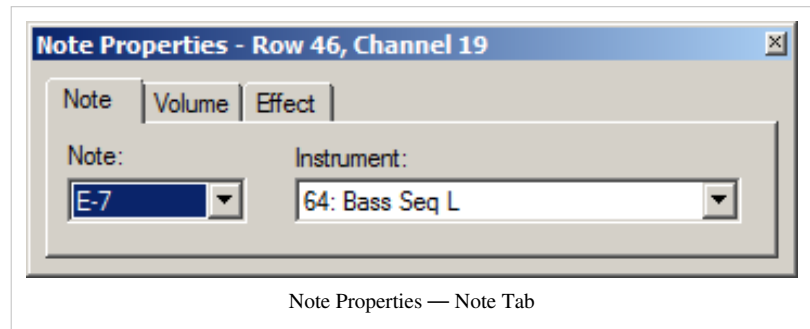 Note Properties - Row 46, Channel 19
Note Volume Effect
Note: Instrument:
E-7 64: Bass Seq L
Note Properties — Note Tab